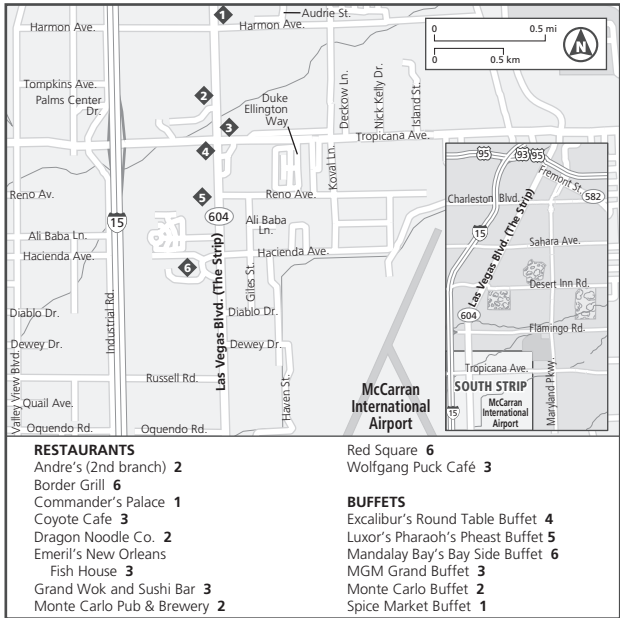 1
Audrie St.
Harmon Ave.
Harmon Ave.
0 0.5 mi
0 0.5 km
N
Tompkins Ave.
Palms Center
Dr.
2
Duke
Ellington
Way
Deckow Ln.
Nick Kelly Dr.
Island St.
3
4
Tropicana Ave.
Koval Ln.
Reno Av.
5
Reno Ave.
604
15
Ali Baba Ln.
Ali Baba
Ln.
Hacienda Ave.
Hacienda Ave.
6
Giles St.
Las Vegas Blvd. (The Strip)
Industrial Rd.
Diablo Dr.
Diablo Dr.
Dewey Dr.
Dewey Dr.
Valley View Blvd.
Russell Rd.
Haven St.
Quail Ave.
Oquendo Rd.
Oquendo Rd.
McCarran
International
Airport
95
93
95
Fremont St.
582
Charleston Blvd.
15
Las Vegas Blvd. (The Strip)
Sahara Ave.
Desert Inn Rd.
604
Flamingo Rd.
Tropicana Ave.
SOUTH STRIP
McCarran
International
Airport
Maryland Pkwy.
15
RESTAURANTS
Andre's (2nd branch) 2
Border Grill 6
Commander's Palace 1
Coyote Cafe 3
Dragon Noodle Co. 2
Emeril's New Orleans
Fish House 3
Grand Wok and Sushi Bar 3
Monte Carlo Pub & Brewery 2
Red Square 6
Wolfgang Puck Café 3
BUFFETS
Excalibur's Round Table Buffet 4
Luxor's Pharaoh's Pheast Buffet 5
Mandalay Bay's Bay Side Buffet 6
MGM Grand Buffet 3
Monte Carlo Buffet 2
Spice Market Buffet 1